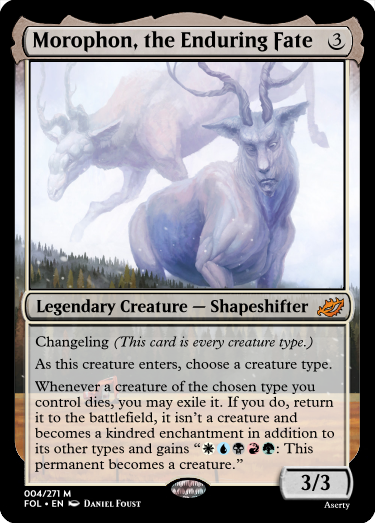 Morophon, the Enduring Fate 3
Legendary Creature — Shapeshifter
Changeling (This card is every creature type.)
As this creature enters, choose a creature type.
Whenever a creature of the chosen type you
control dies, you may exile it. If you do, return
it to the battlefield, it isn't a creature and
becomes a kindred enchantment in addition to
its other types and gains “: This
permanent becomes a creature.”
3/3
004/271 M
FOL • EN Daniel Foust
Aserty